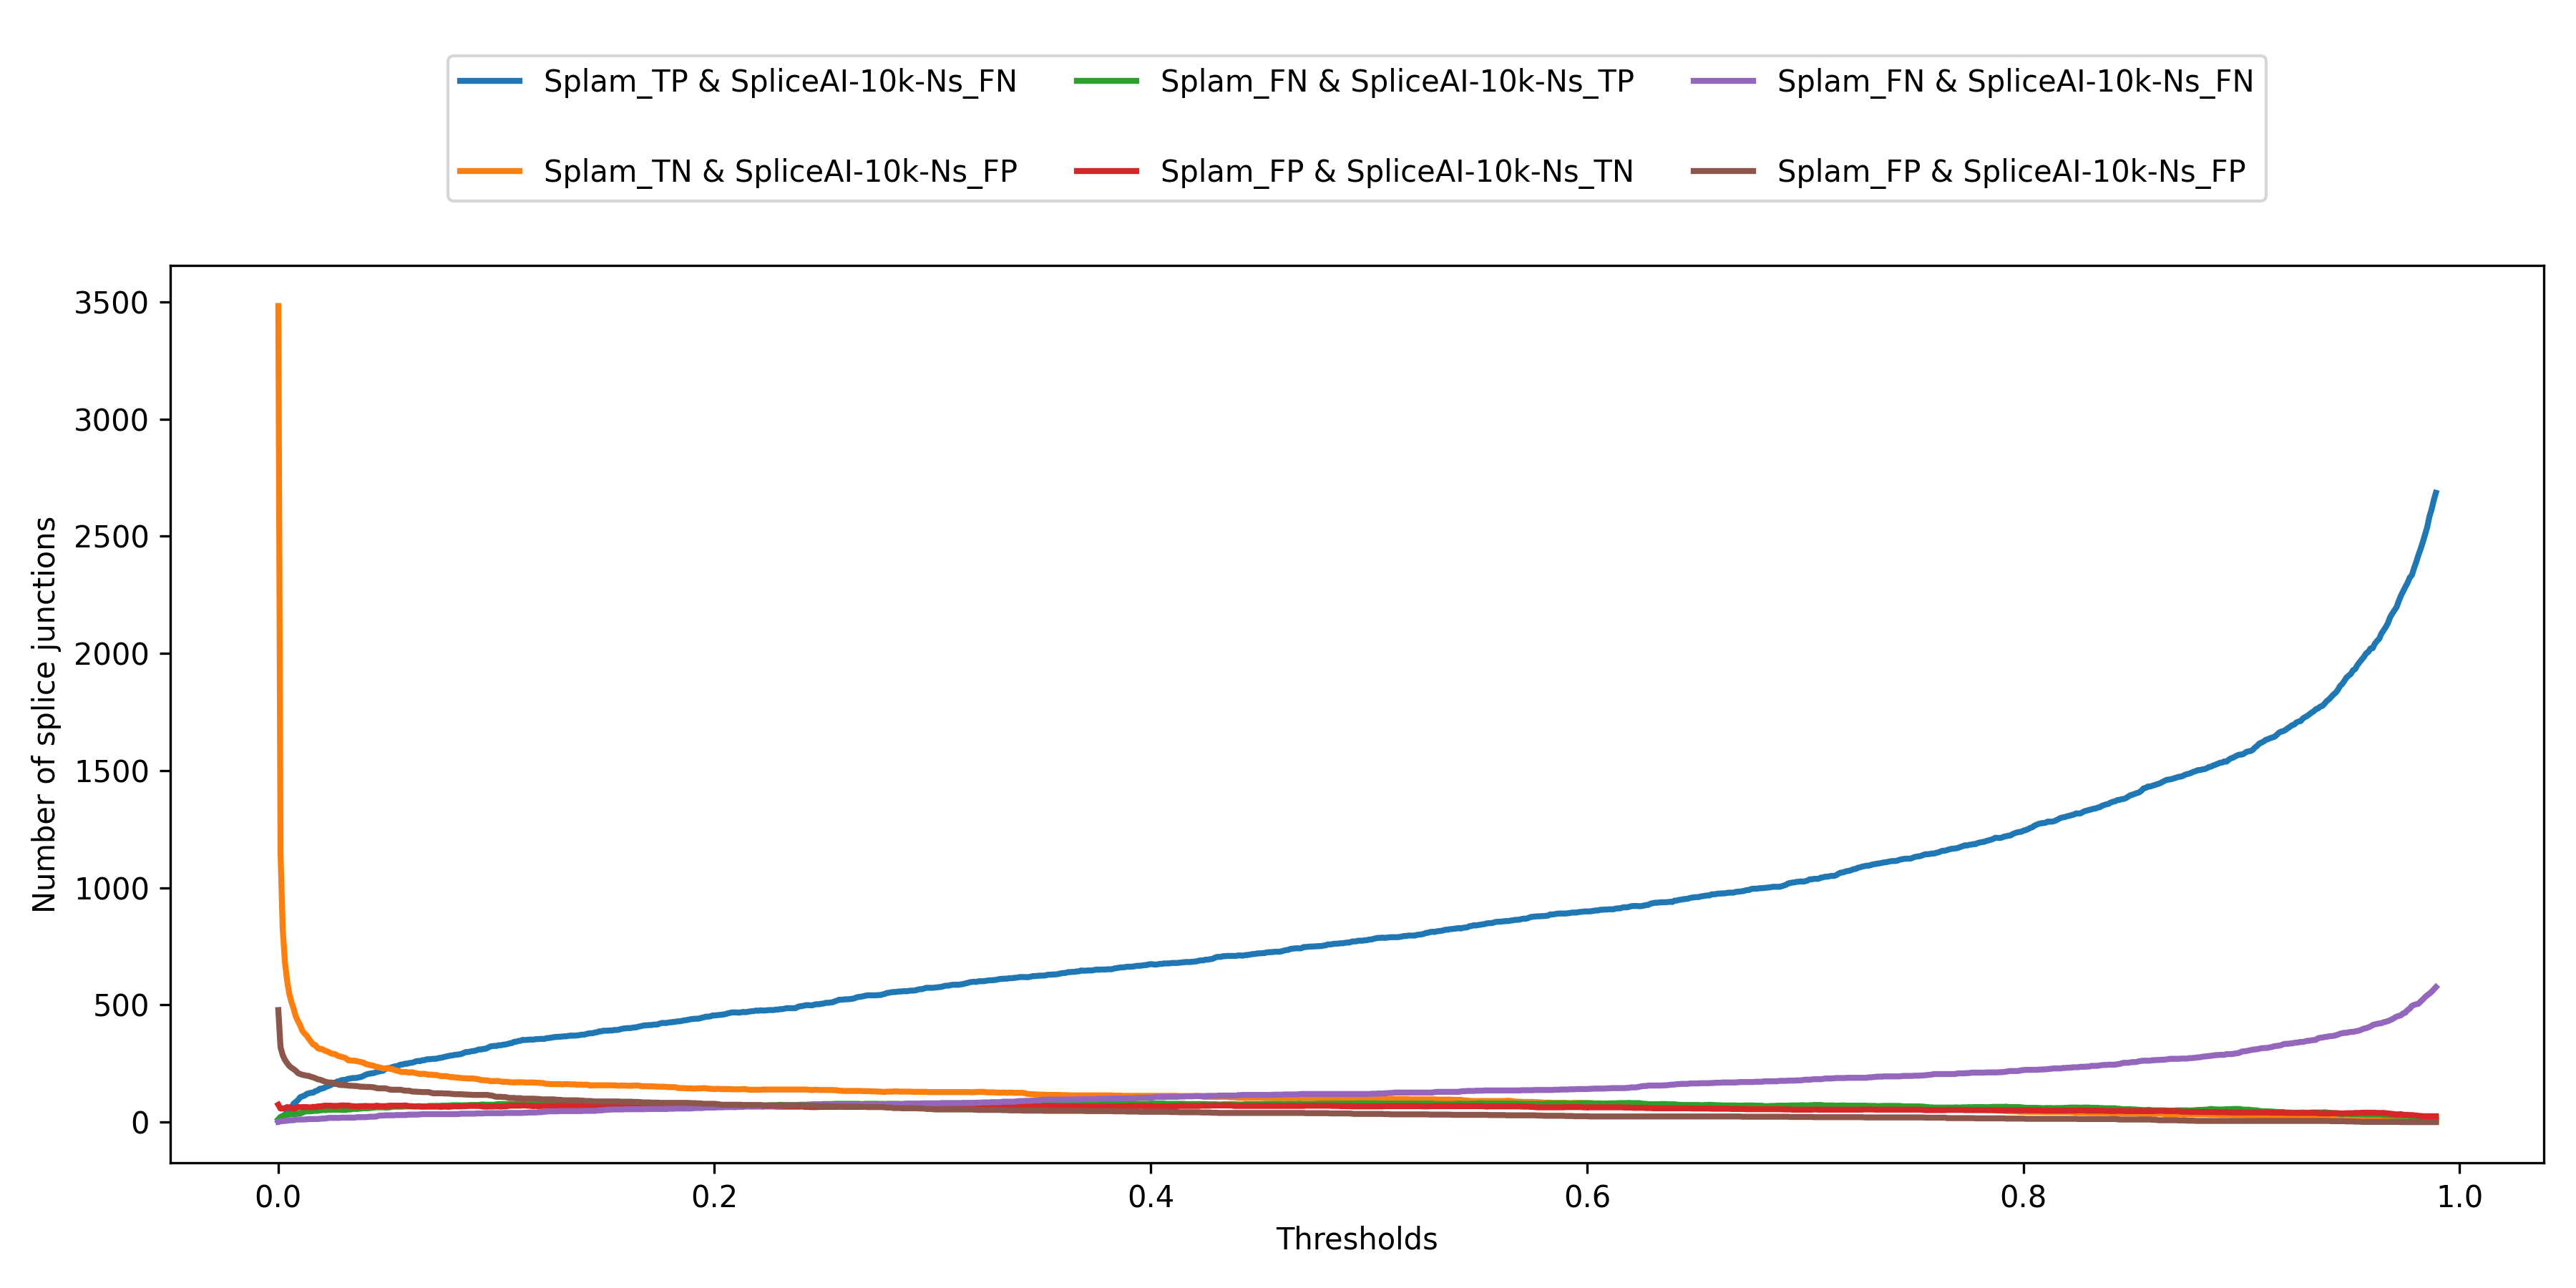 Splam_TP & SpliceAI-10k-Ns_FN
Splam_FN & SpliceAI-10k-Ns_TP
Splam_FN & SpliceAI-10k-Ns_FN
Splam_TN & SpliceAI-10k-Ns_FP
Splam_FP & SpliceAI-10k-Ns_TN
Splam_FP & SpliceAI-10k-Ns_FP
Number of splice junctions
3500
3000
2500
2000
1500
1000
500
0
0.0
0.2
0.4
0.6
0.8
1.0
Thresholds